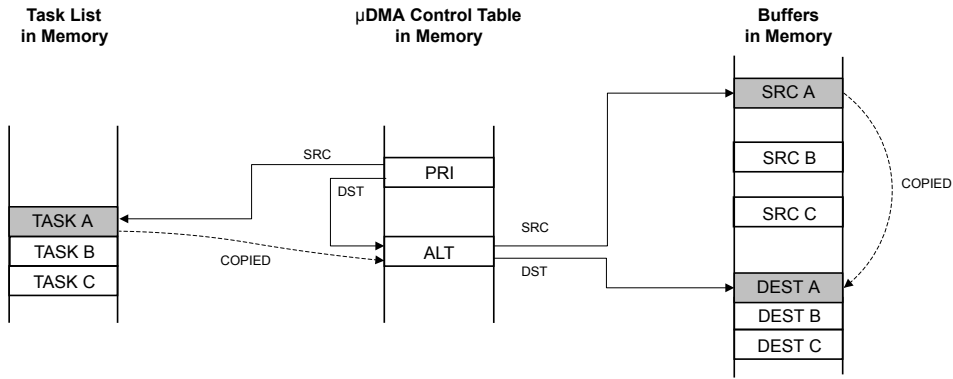 Task List
in Memory
µDMA Control Table
in Memory
Buffers
in Memory
SRC A
SRC
PRI
SRC B
DST
COPIED
TASK A
SRC C
SRC
TASK B
COPIED
ALT
DST
TASK C
DEST A
DEST B
DEST C